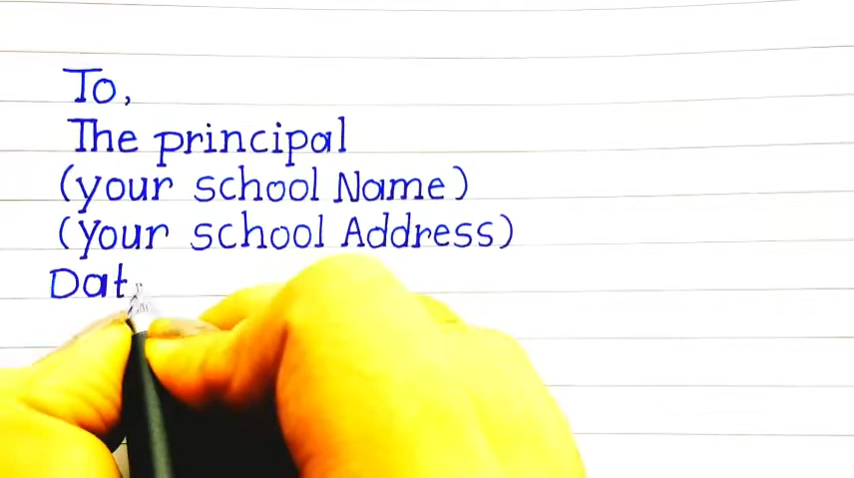 To,
The principal
(your school Name)
(your school Address)
Dat